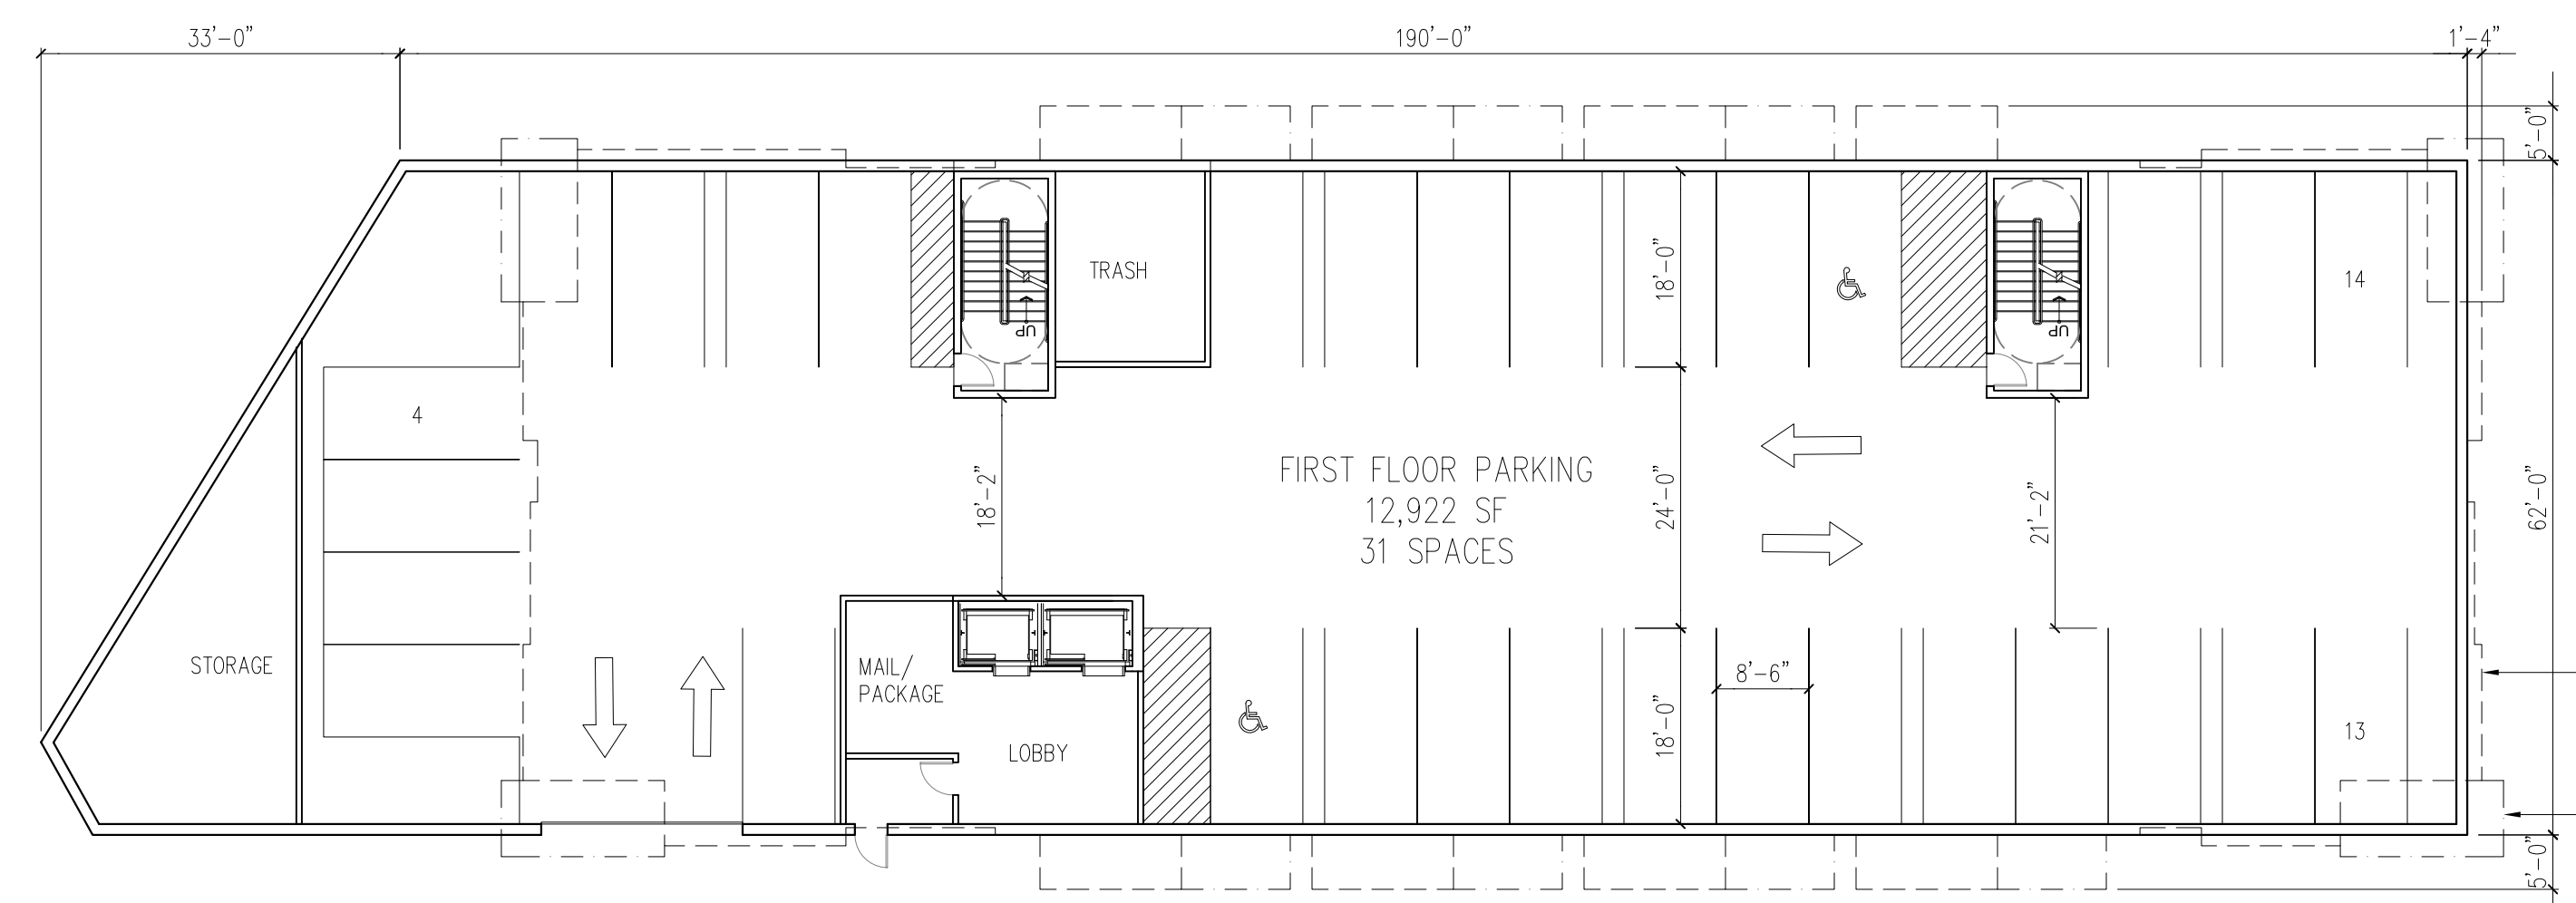 33'-0"
190'-0"
1'-4"
5'-0"
TRASH
UP
UP
18'-0"
14
4
18'-2"
FIRST FLOOR PARKING
12,922 SF
31 SPACES
24'-0"
21'-2"
62'-0"
STORAGE
MAIL/
PACKAGE
LOBBY
8'-6"
18'-0"
13
5'-0"